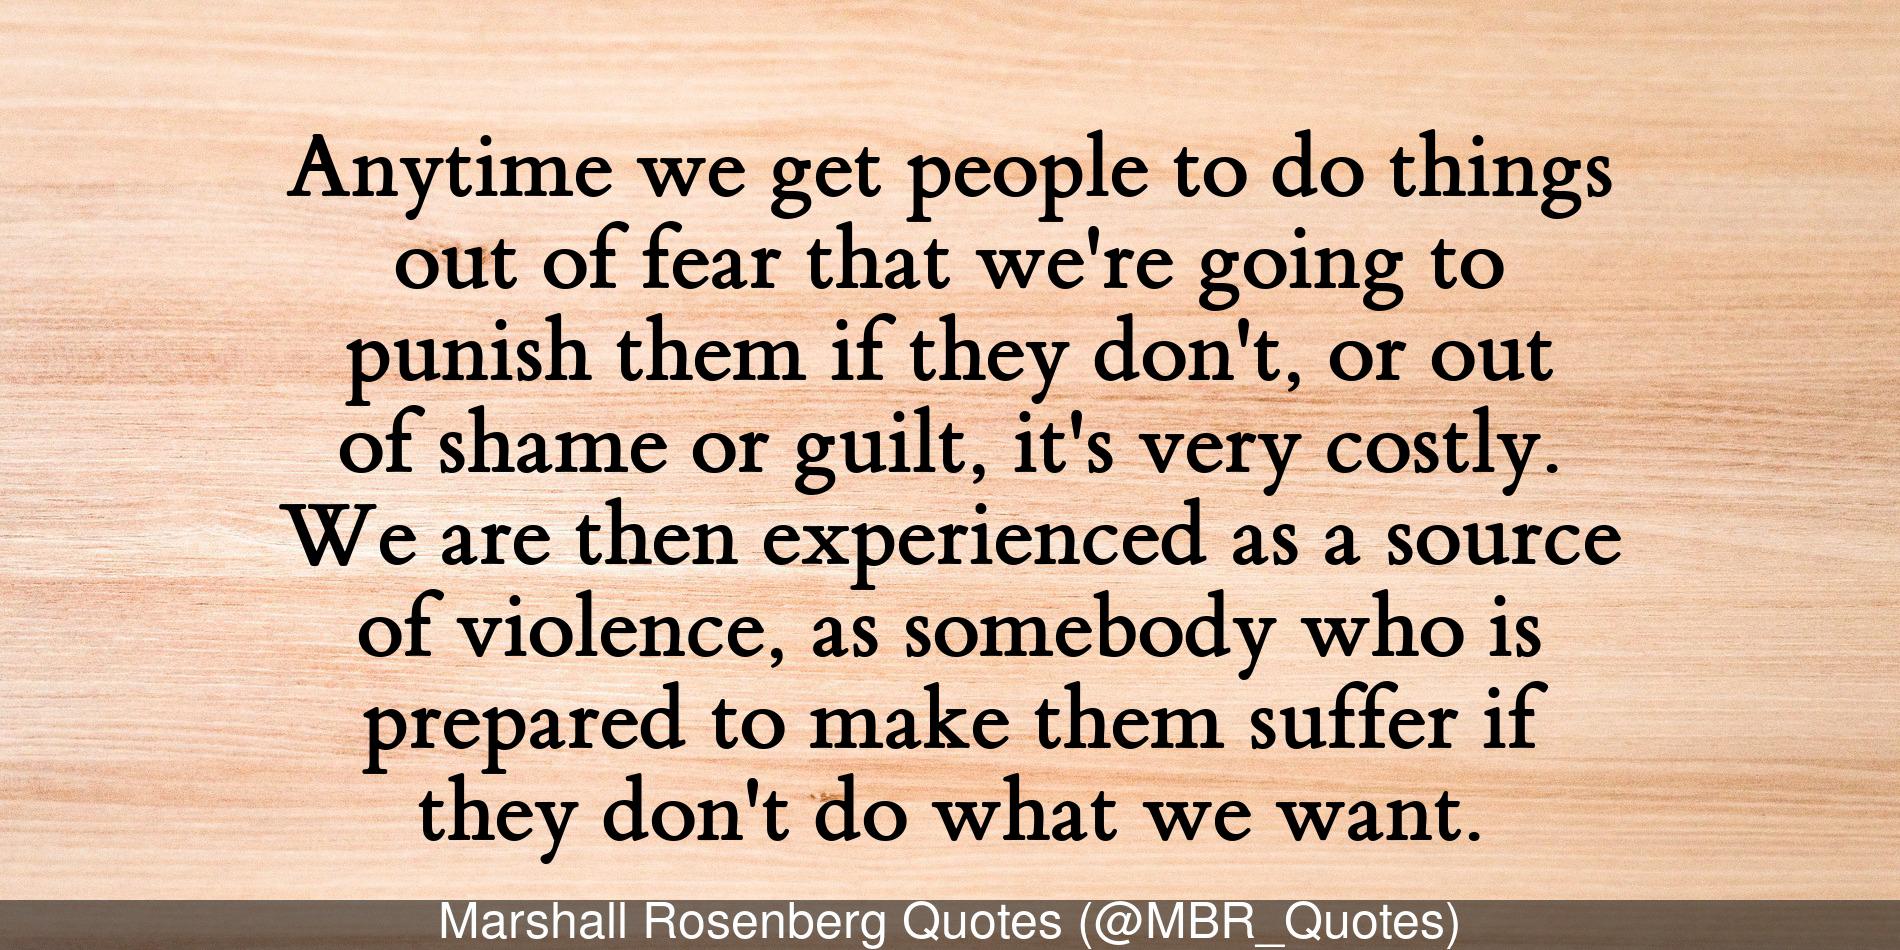 Anytime we get people to do things
out of fear that we're going to
punish them if they don't, or out
of shame or guilt, it's very costly.
We are then experienced as a source
of violence, as somebody who is
prepared to make them suffer if
they don't do what we want.
Marshall Rosenberg Quotes (@MBR_Quotes)